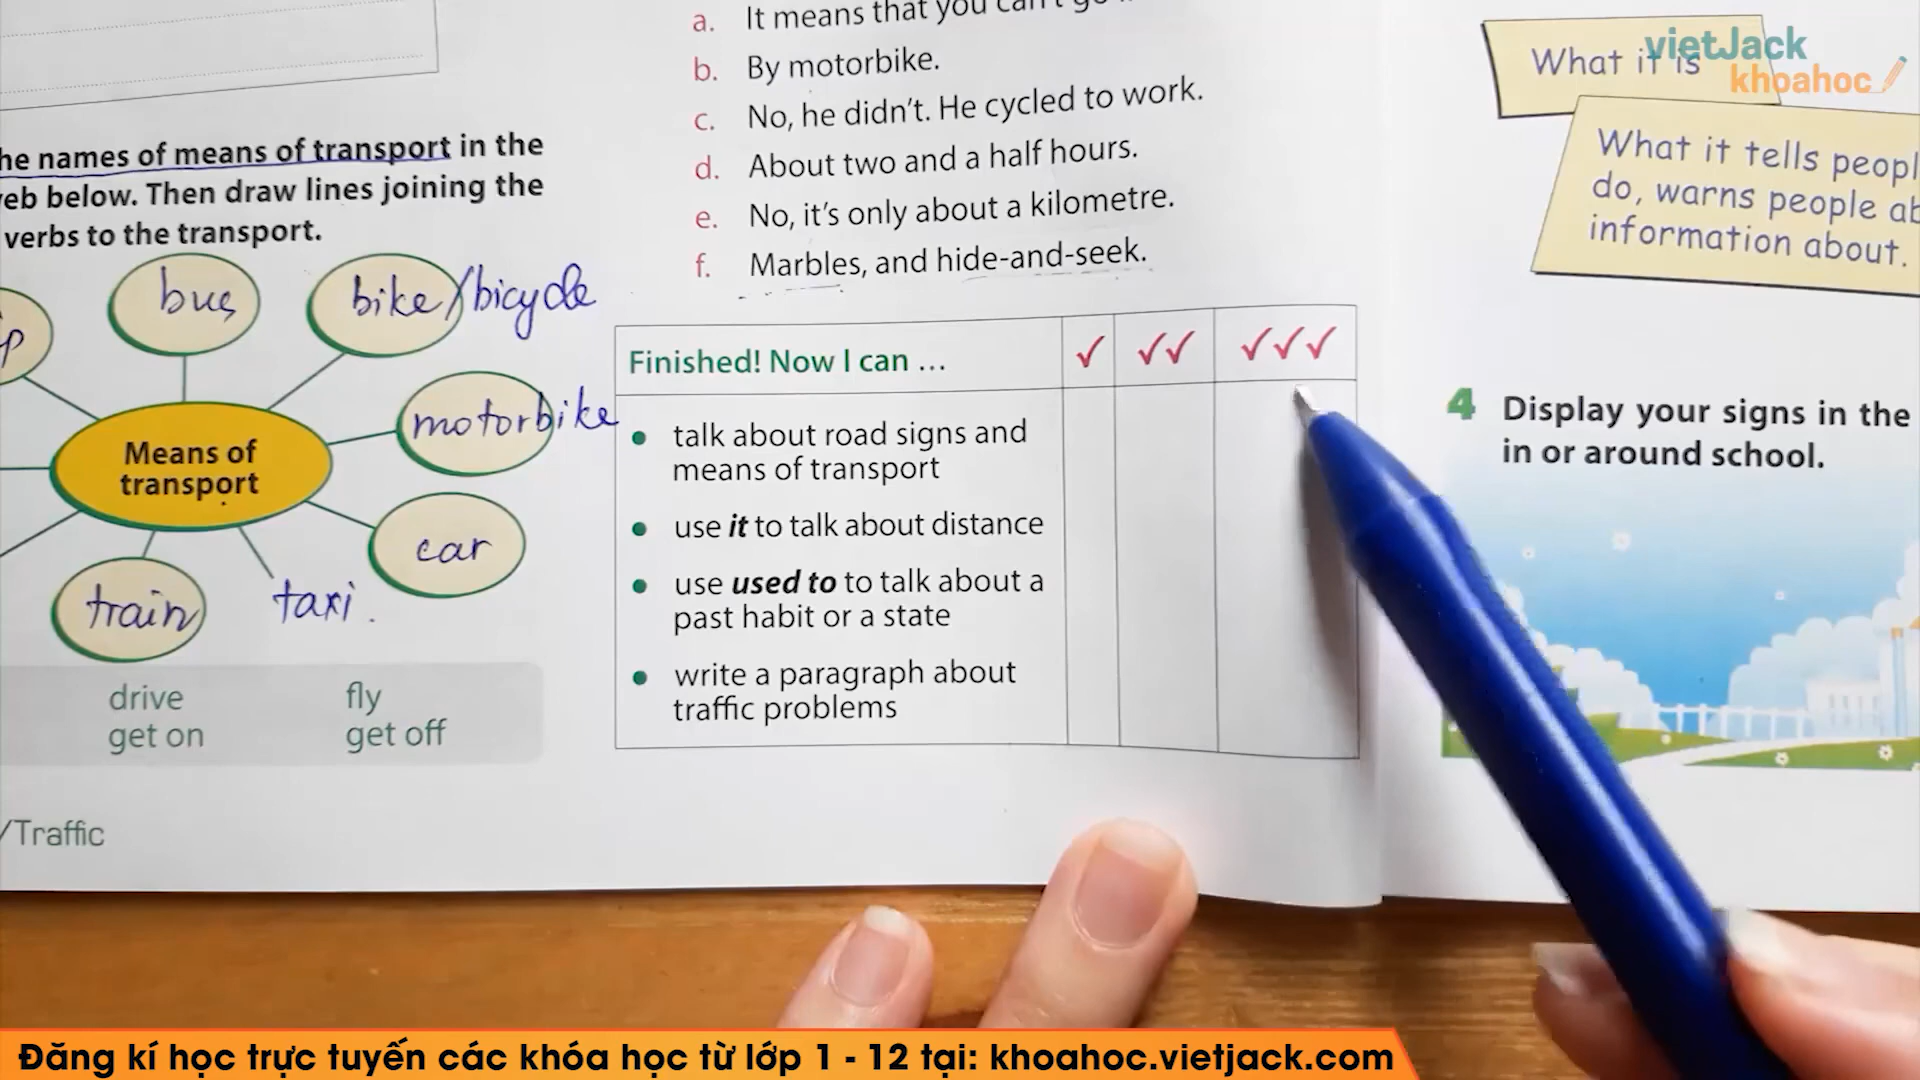 he names of means of transport in the
eb below. Then draw lines joining the
verbs to the transport.
bus
bike/bicycle
p
motorbike
Means of
transport
car
train
taxi.
drive
fly
get on
get off
/Traffic
a. It means that you can't go
b. By motorbike.
c. No, he didn't. He cycled to work.
d. About two and a half hours.
e. No, it's only about a kilometre.
f. Marbles, and hide-and-seek.
Finished! Now I can ... ✓ ✓✓ ✓✓✓
• talk about road signs and
means of transport
• use it to talk about distance
• use used to to talk about a
past habit or a state
• write a paragraph about
traffic problems
What it is
vietJack
khoahoc
What it tells peopl
do, warns people ab
information about.
4 Display your signs in the
in or around school.
Đăng kí học trực tuyến các khóa học từ lớp 1 - 12 tại: khoahoc.vietjack.com